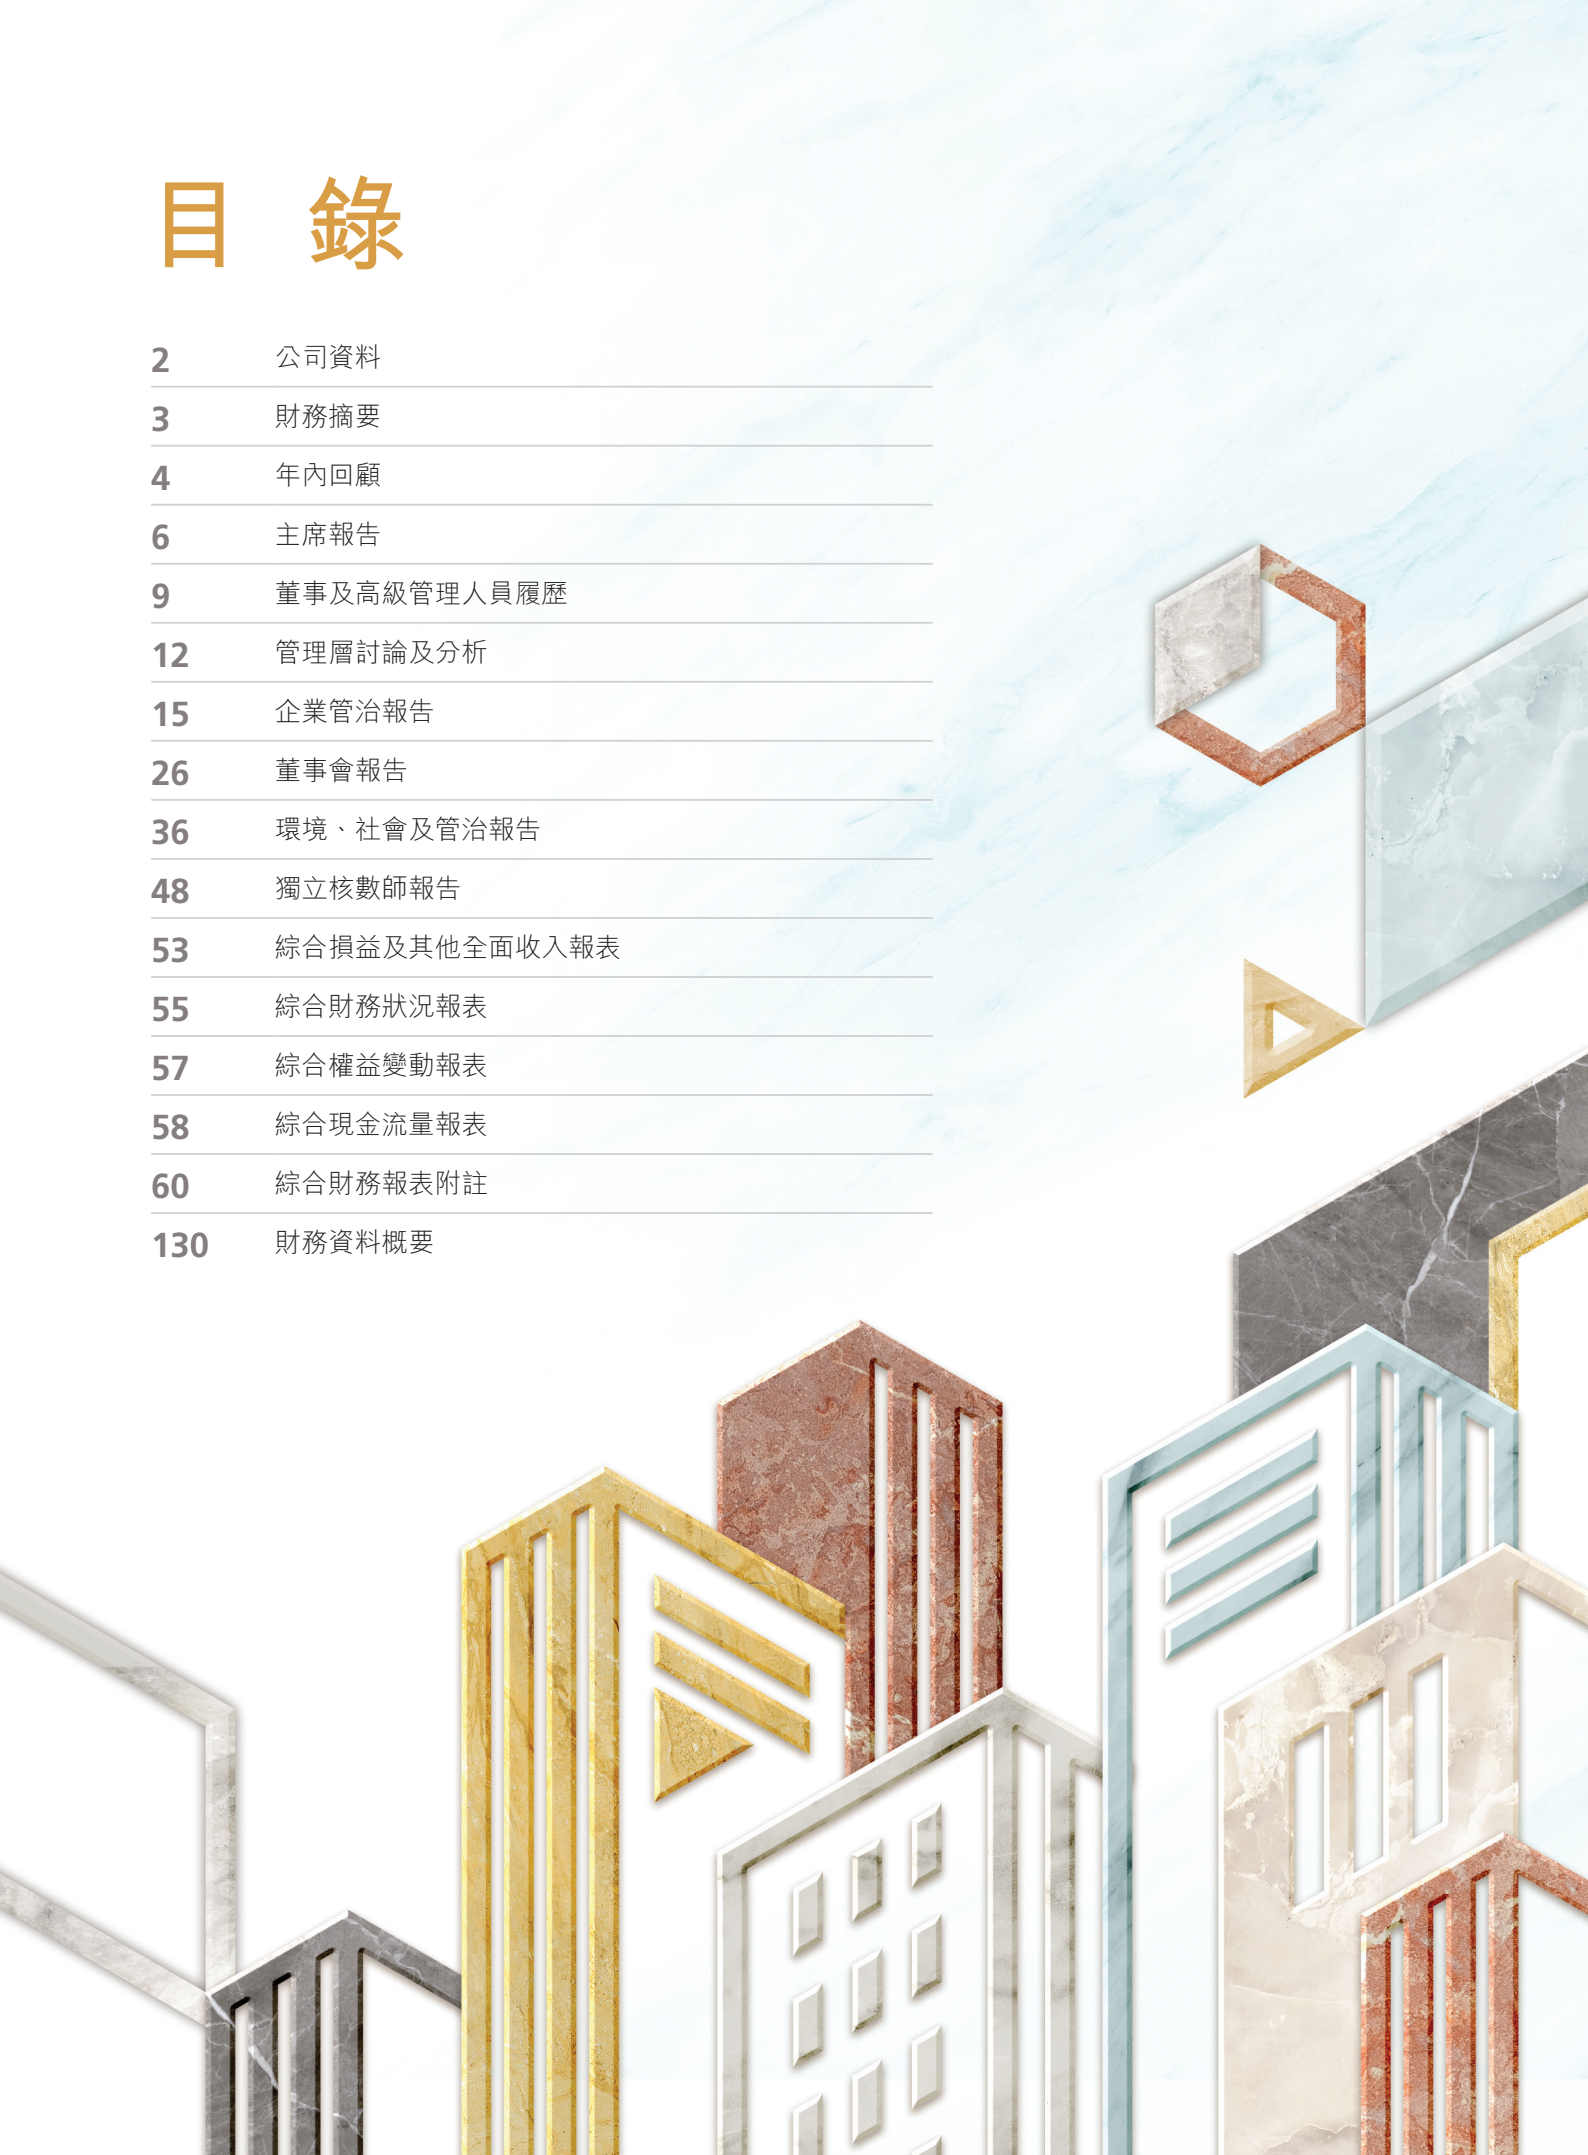 目 錄
2 公司資料
3 財務摘要
4 年內回顧
6 主席報告
9 董事及高級管理人員履歷
12 管理層討論及分析
15 企業管治報告
26 董事會報告
36 環境、社會及管治報告
48 獨立核數師報告
53 綜合損益及其他全面收入報表
55 綜合財務狀況報表
57 綜合權益變動報表
58 綜合現金流量報表
60 綜合財務報表附註
130 財務資料概要